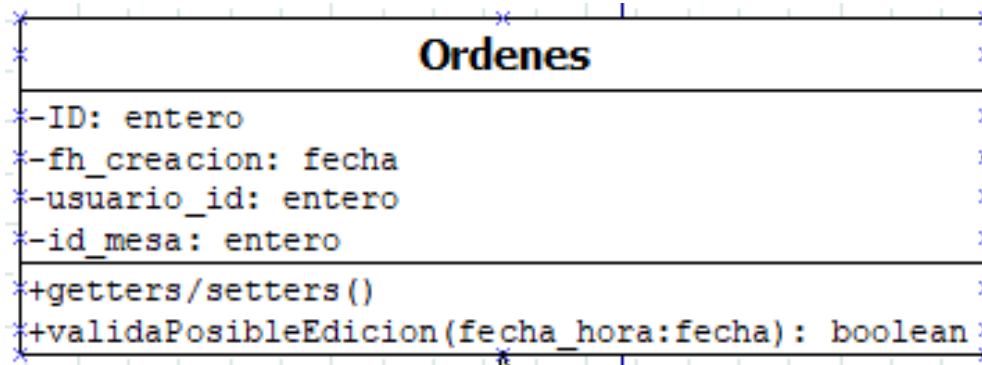 Ordenes
-ID: entero
-fh_creacion: fecha
-usuario_id: entero
-id_mesa: entero
+getters/setters()
+validaPosibleEdicion(fecha_hora:fecha): boolean